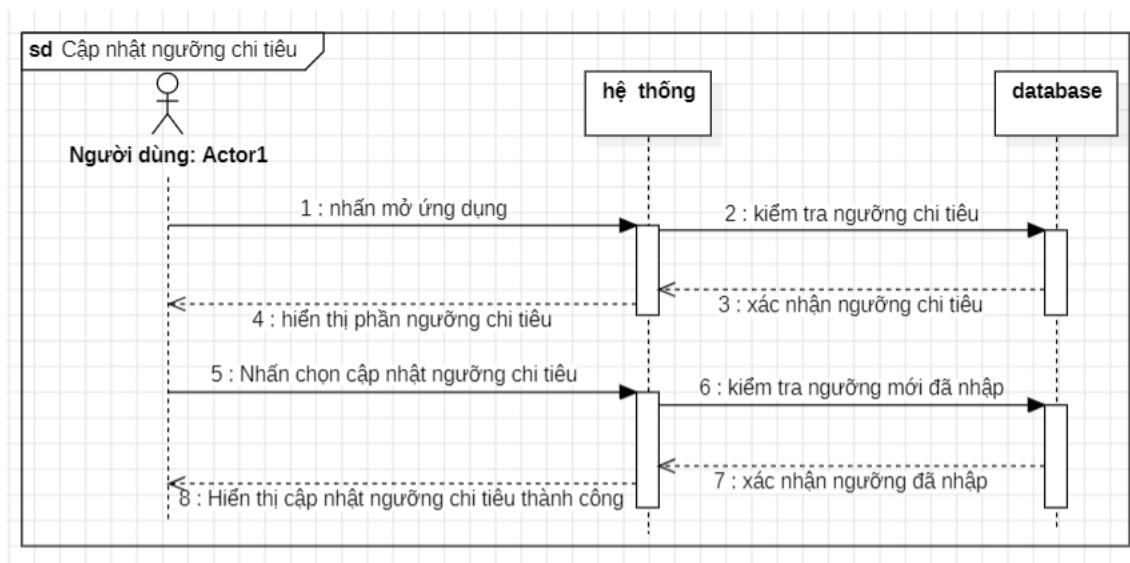 sd Cập nhật ngưỡng chi tiêu
hệ thống
database
Người dùng: Actor1
1 : nhấn mở ứng dụng
2 : kiểm tra ngưỡng chi tiêu
3 : xác nhận ngưỡng chi tiêu
4 : hiển thị phần ngưỡng chi tiêu
5 : Nhấn chọn cập nhật ngưỡng chi tiêu
6 : kiểm tra ngưỡng mới đã nhập
7 : xác nhận ngưỡng đã nhập
8 : Hiển thị cập nhật ngưỡng chi tiêu thành công